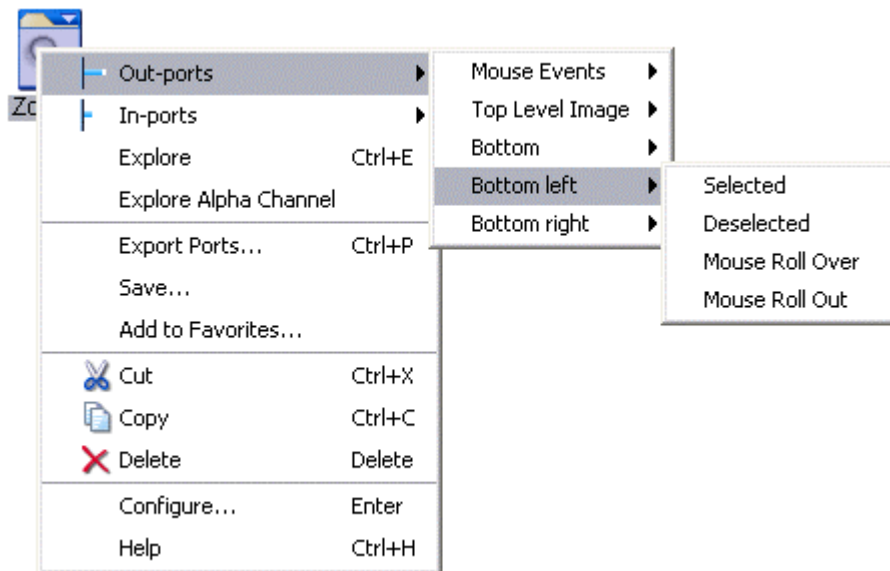 Zo
Out-ports
In-ports
Explore Ctrl+E
Explore Alpha Channel
Export Ports... Ctrl+P
Save...
Add to Favorites...
Cut Ctrl+X
Copy Ctrl+C
Delete Delete
Configure... Enter
Help Ctrl+H
Mouse Events
Top Level Image
Bottom
Bottom left
Bottom right
Selected
Deselected
Mouse Roll Over
Mouse Roll Out